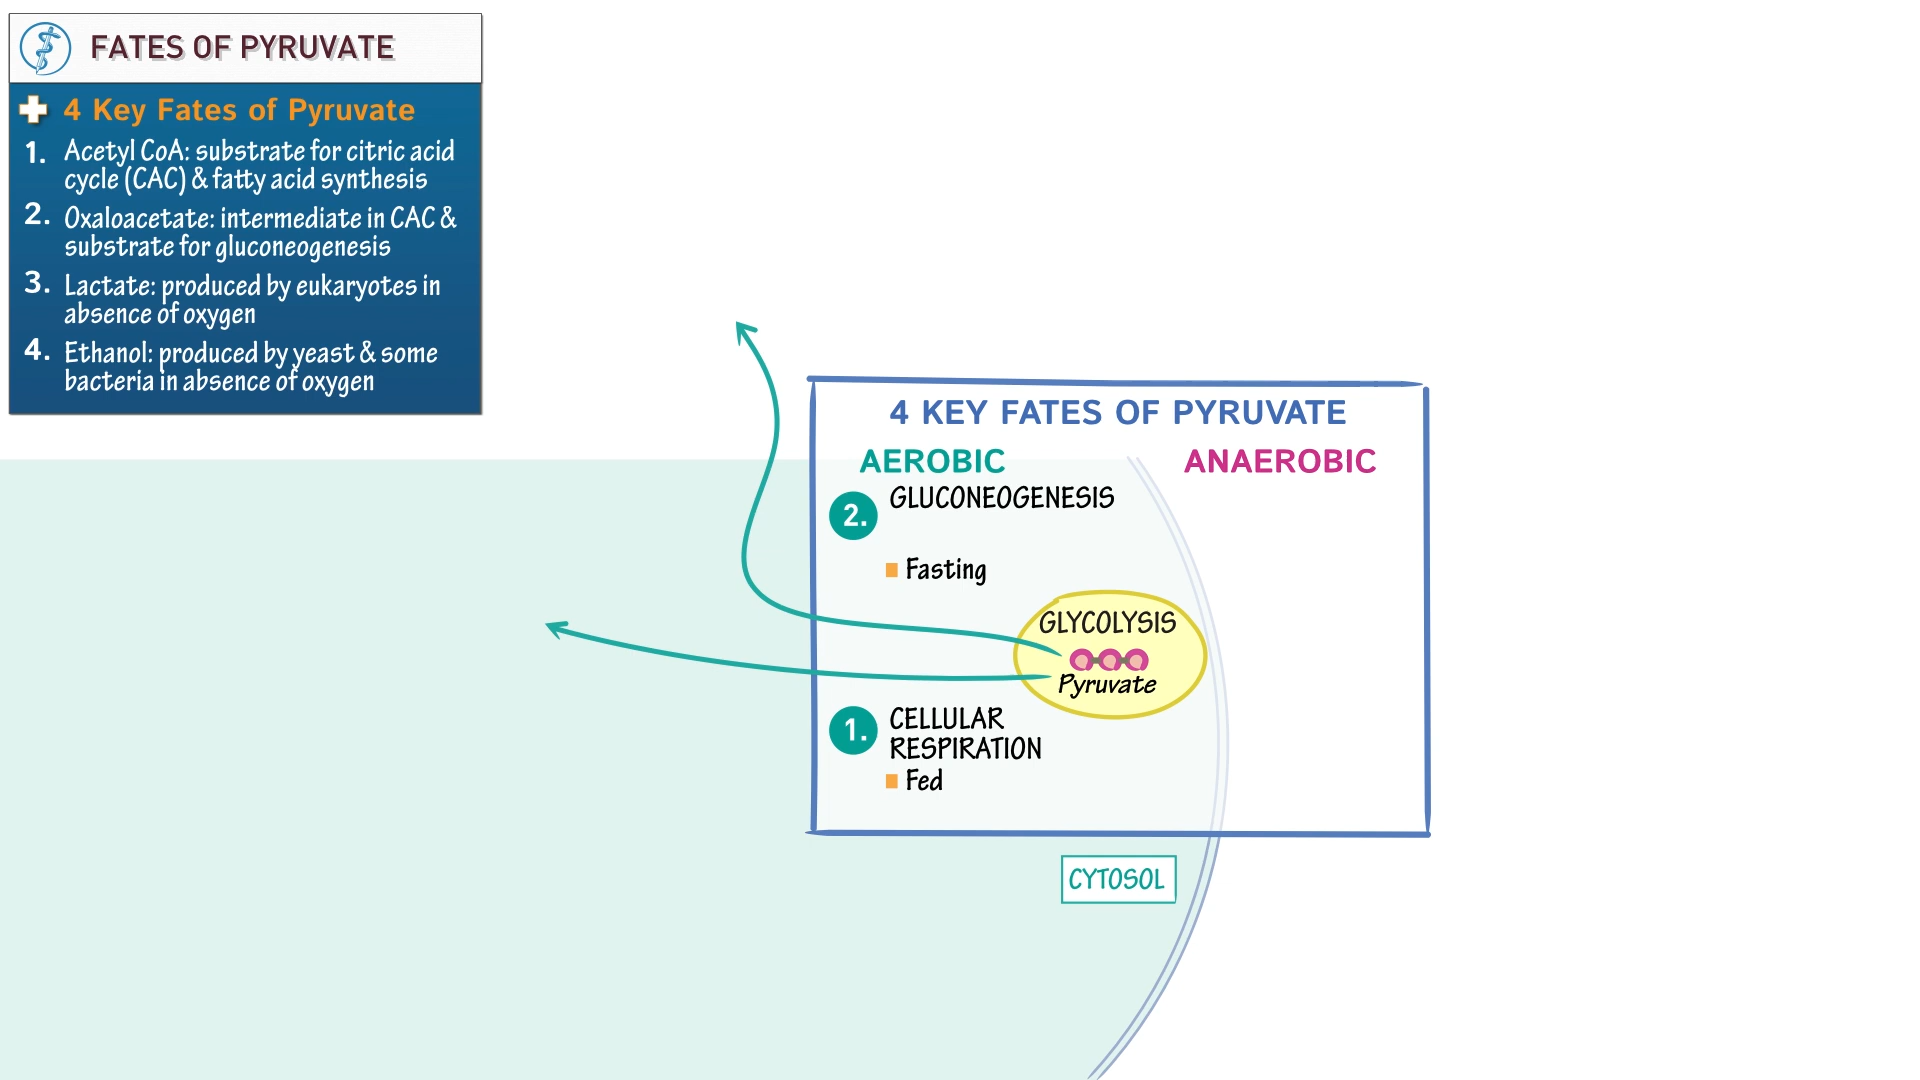 FATES OF PYRUVATE
4 Key Fates of Pyruvate
1. Acetyl CoA: substrate for citric acid
cycle (CAC) & fatty acid synthesis
2. Oxaloacetate: intermediate in CAC &
substrate for gluconeogenesis
3. Lactate: produced by eukaryotes in
absence of oxygen
4. Ethanol: produced by yeast & some
bacteria in absence of oxygen
4 KEY FATES OF PYRUVATE
AEROBIC
ANAEROBIC
2. GLUCONEOGENESIS
Fasting
GLYCOLYSIS
Pyruvate
1. CELLULAR
RESPIRATION
Fed
CYTOSOL